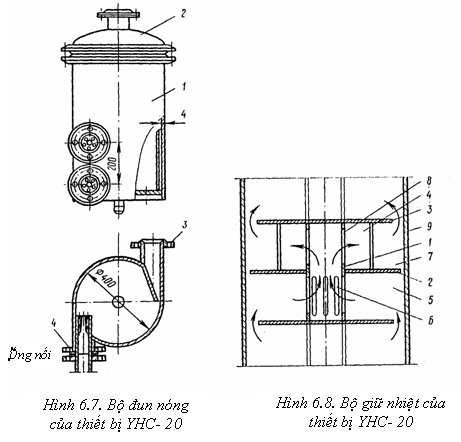 2
1
4
200
3
Φ400
4
Ống nối
8
4
3
9
1
7
2
5
6
Hình 6.7. Bộ đun nóng
của thiết bị YHC- 20
Hình 6.8. Bộ giữ nhiệt của
thiết bị YHC- 20